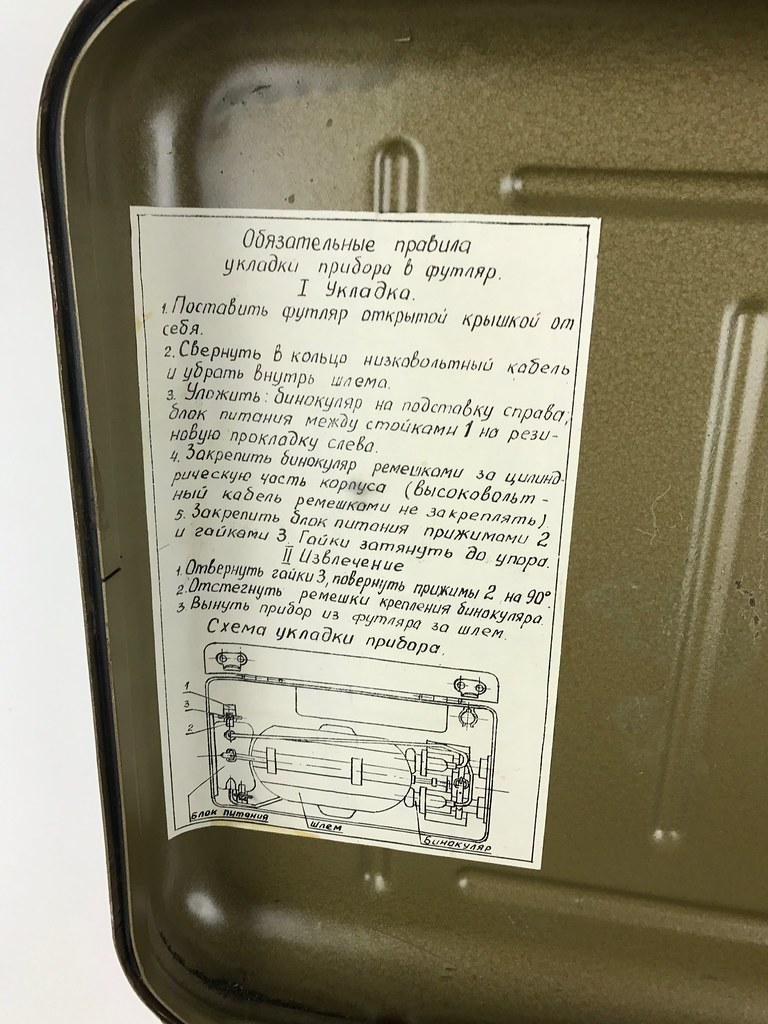 Обязательные правила
укладки прибора в футляр.
I Укладка.
1. Поставить футляр открытой крышкой от
себя.
2. Свернуть в кольцо низковольтный кабель
и убрать внутрь шлема.
3. Уложить: бинокуляр на подставку справа;
блок питания между стойками 1 на рези-
новую прокладку слева.
4. Закрепить бинокуляр ремешками за цилинд-
рическую часть корпуса (высоковольт-
ный кабель ремешками не закреплять).
5. Закрепить блок питания прижимами 2
и гайками 3. Гайки затянуть до упора.
II Извлечение
1. Отвернуть гайки 3, повернуть прижимы 2 на 90°.
2. Отстегнуть ремешки крепления бинокуляра.
3 Вынуть прибор из футляра за шлем.
Схема укладки прибора.
1
3
2
Блок питания
Шлем
Бинокуляр